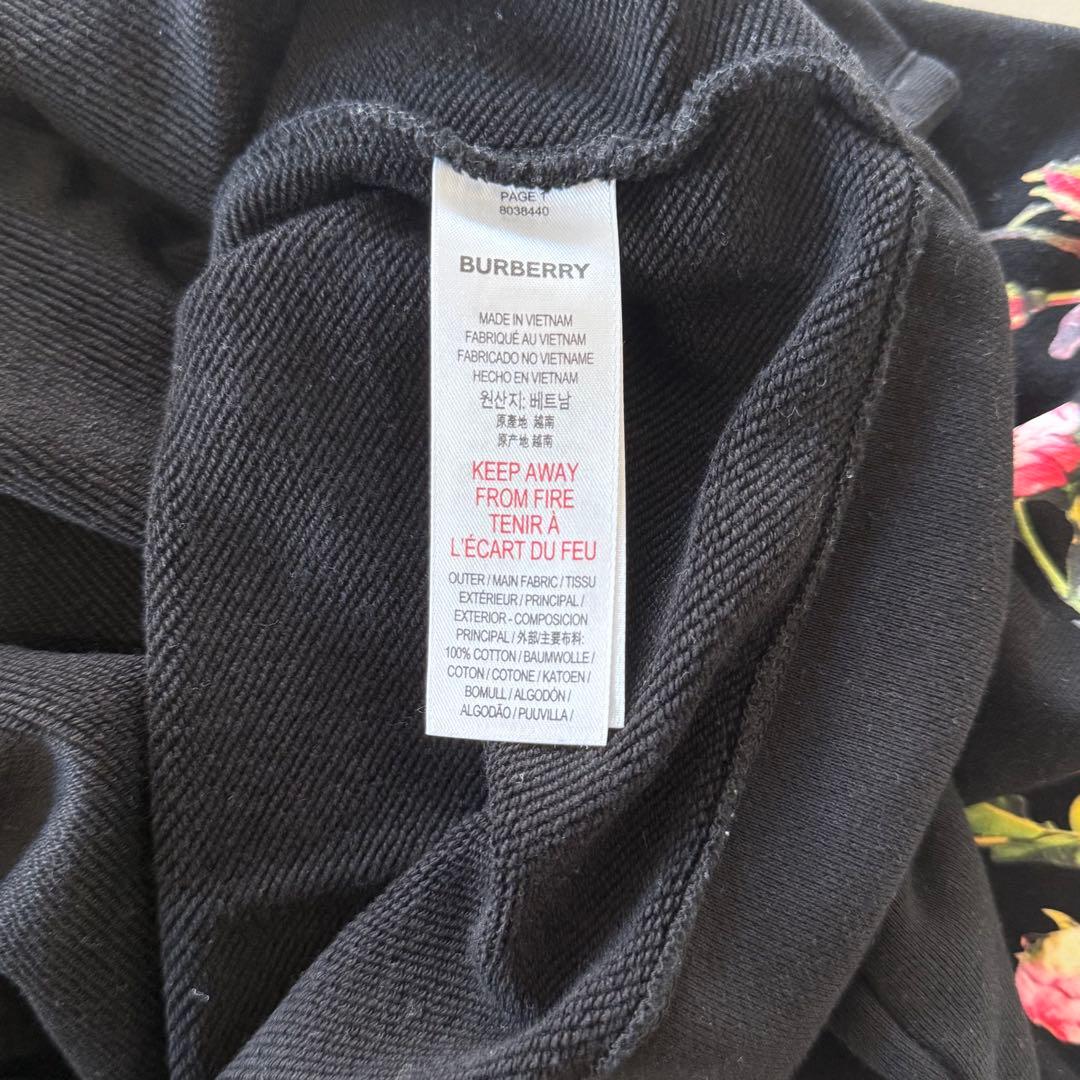 PAGE 1
8038440
BURBERRY
MADE IN VIETNAM
FABRIQUÉ AU VIETNAM
FABRICADO NO VIETNAME
HECHO EN VIETNAM
원산지; 베트남
原產地 越南
原产地 越南
KEEP AWAY
FROM FIRE
TENIR À
L'ÉCART DU FEU
OUTER / MAIN FABRIC / TISSU
EXTÉRIEUR / PRINCIPAL /
EXTERIOR - COMPOSICION
PRINCIPAL / 外部/主要布料:
100% COTTON / BAUMWOLLE /
COTON / COTONE / KATOEN /
BOMULL / ALGODÓN /
ALGODÃO / PUUVILLA /